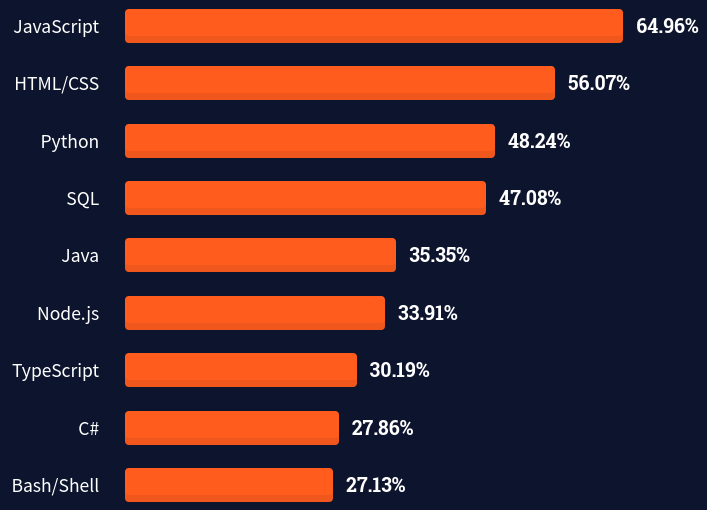 JavaScript 64.96%
HTML/CSS 56.07%
Python 48.24%
SQL 47.08%
Java 35.35%
Node.js 33.91%
TypeScript 30.19%
C# 27.86%
Bash/Shell 27.13%